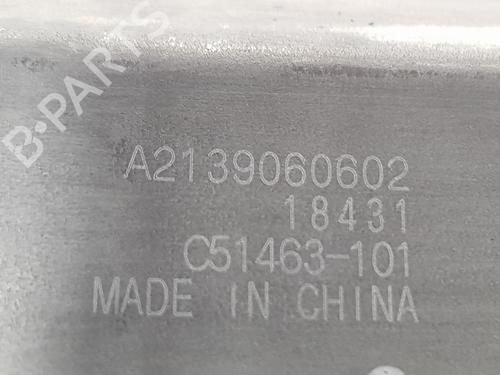 B-PARTS
A2139060602
18431
C51463-101
MADE IN CHINA